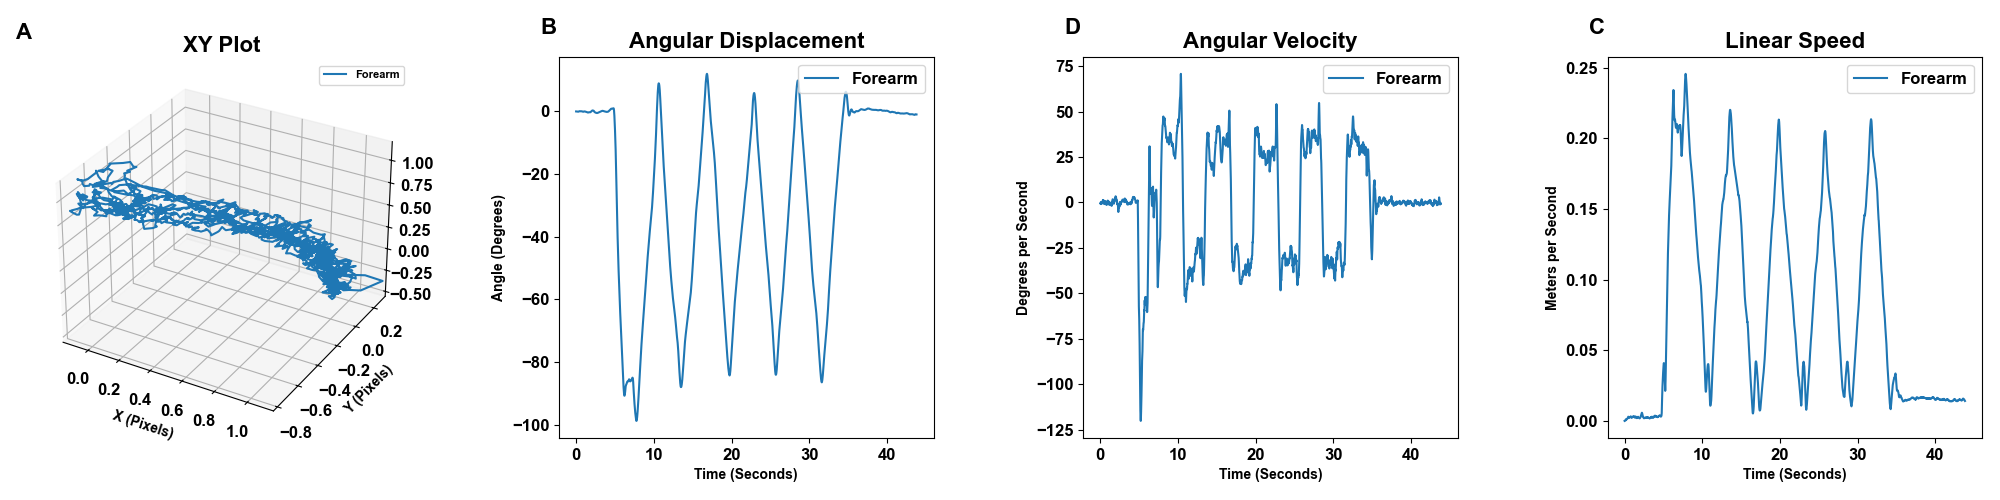 A
XY Plot
Forearm
1.00
0.75
0.50
0.25
0.00
−0.25
−0.50
0.2
0.0
−0.2
−0.4
−0.6
−0.8
Y (Pixels)
0.0
0.2
0.4
0.6
0.8
1.0
X (Pixels)
B
Angular Displacement
Forearm
0
−20
−40
−60
−80
−100
Angle (Degrees)
0 10 20 30 40
Time (Seconds)
D
Angular Velocity
Forearm
75
50
25
0
−25
−50
−75
−100
−125
Degrees per Second
0 10 20 30 40
Time (Seconds)
C
Linear Speed
Forearm
0.25
0.20
0.15
0.10
0.05
0.00
Meters per Second
0 10 20 30 40
Time (Seconds)